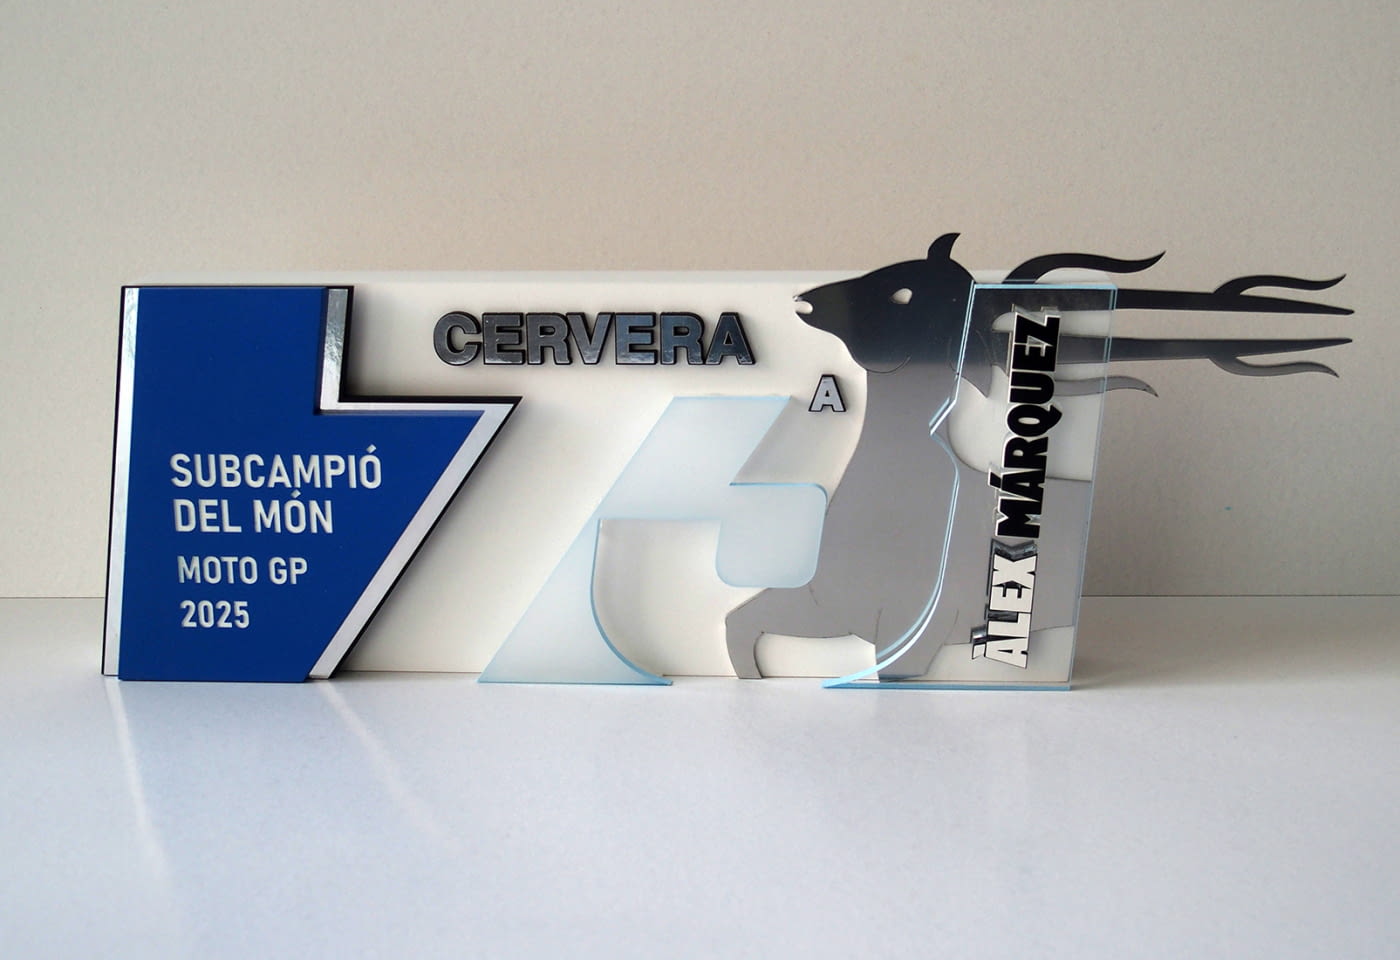 SUBCAMPIÓ
DEL MÓN
MOTO GP
2025
CERVERA
A
ÀLEX MÁRQUEZ